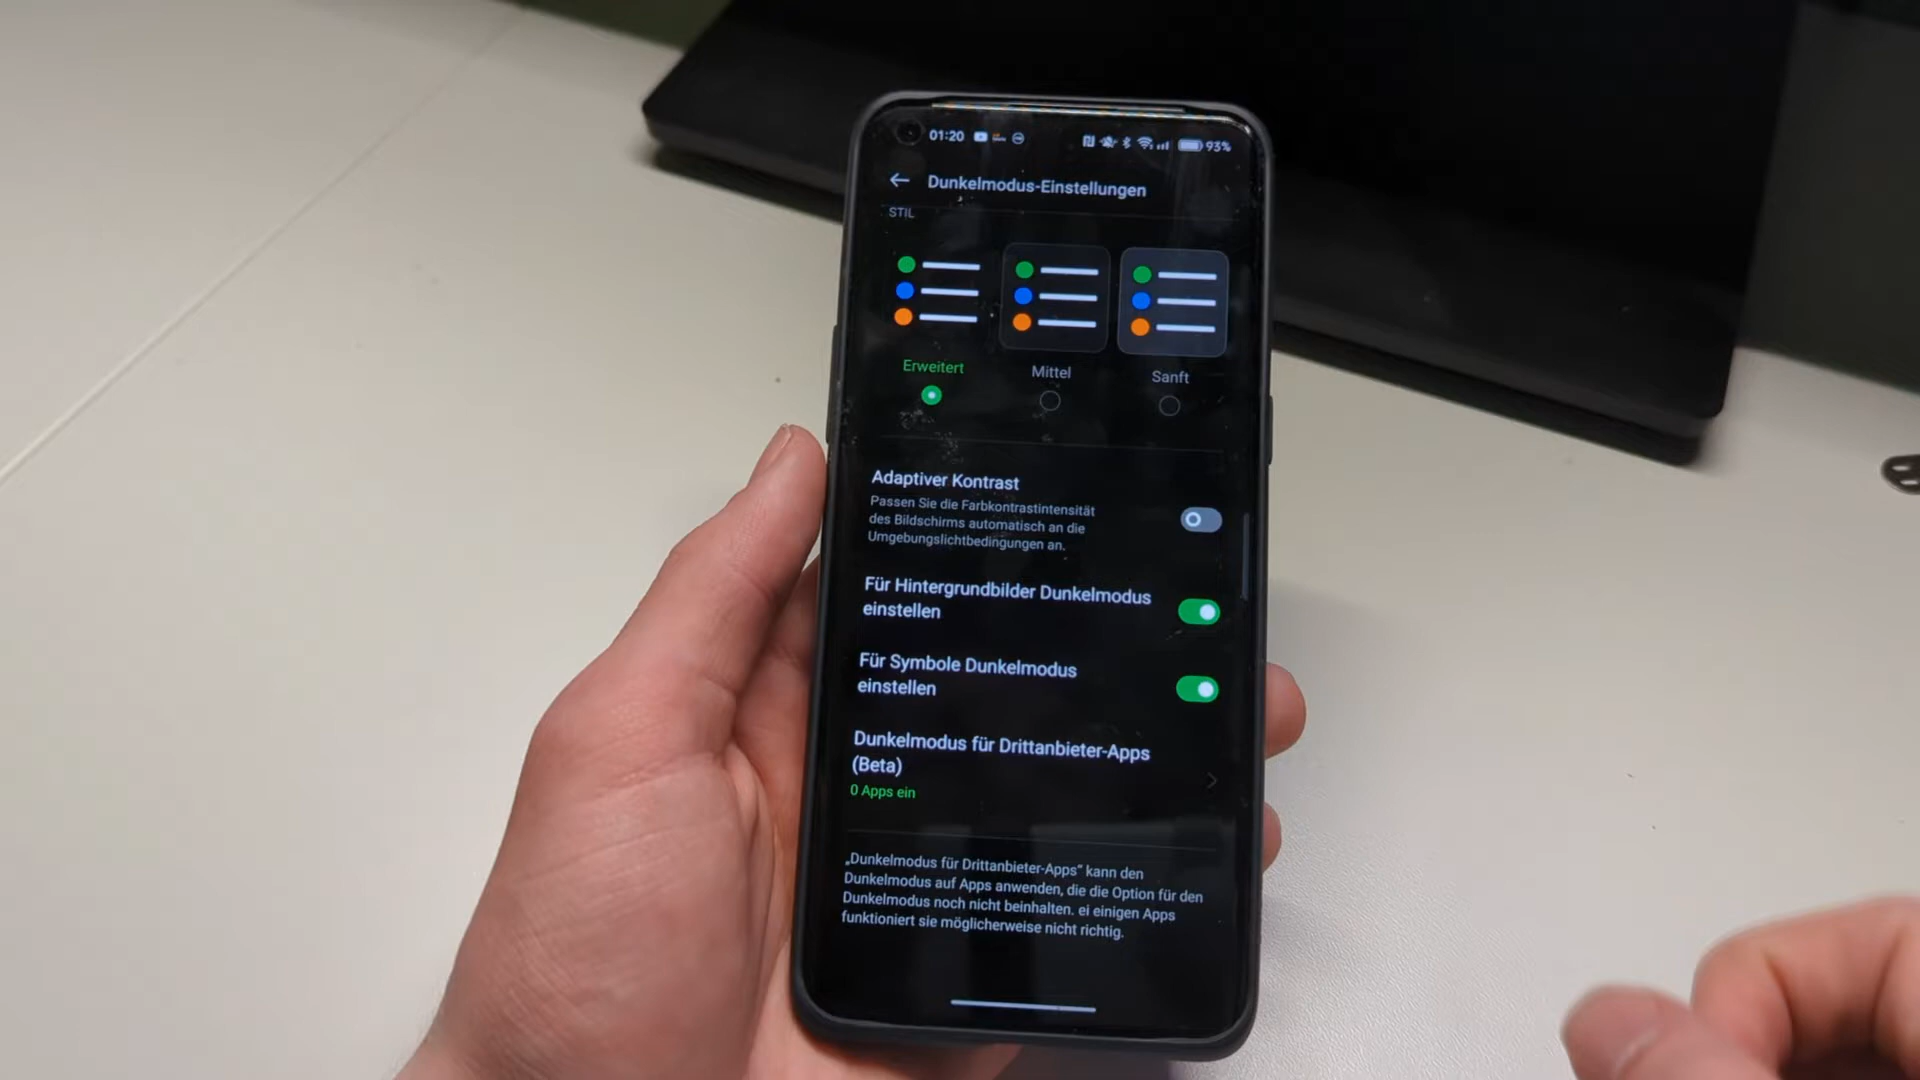 01:20
93%
Dunkelmodus-Einstellungen
STIL
Erweitert
Mittel
Sanft
Adaptiver Kontrast
Passen Sie die Farbkontrastintensität
des Bildschirms automatisch an die
Umgebungslichtbedingungen an.
Für Hintergrundbilder Dunkelmodus
einstellen
Für Symbole Dunkelmodus
einstellen
Dunkelmodus für Drittanbieter-Apps
(Beta)
0 Apps ein
„Dunkelmodus für Drittanbieter-Apps“ kann den
Dunkelmodus auf Apps anwenden, die die Option für den
Dunkelmodus noch nicht beinhalten. ei einigen Apps
funktioniert sie möglicherweise nicht richtig.